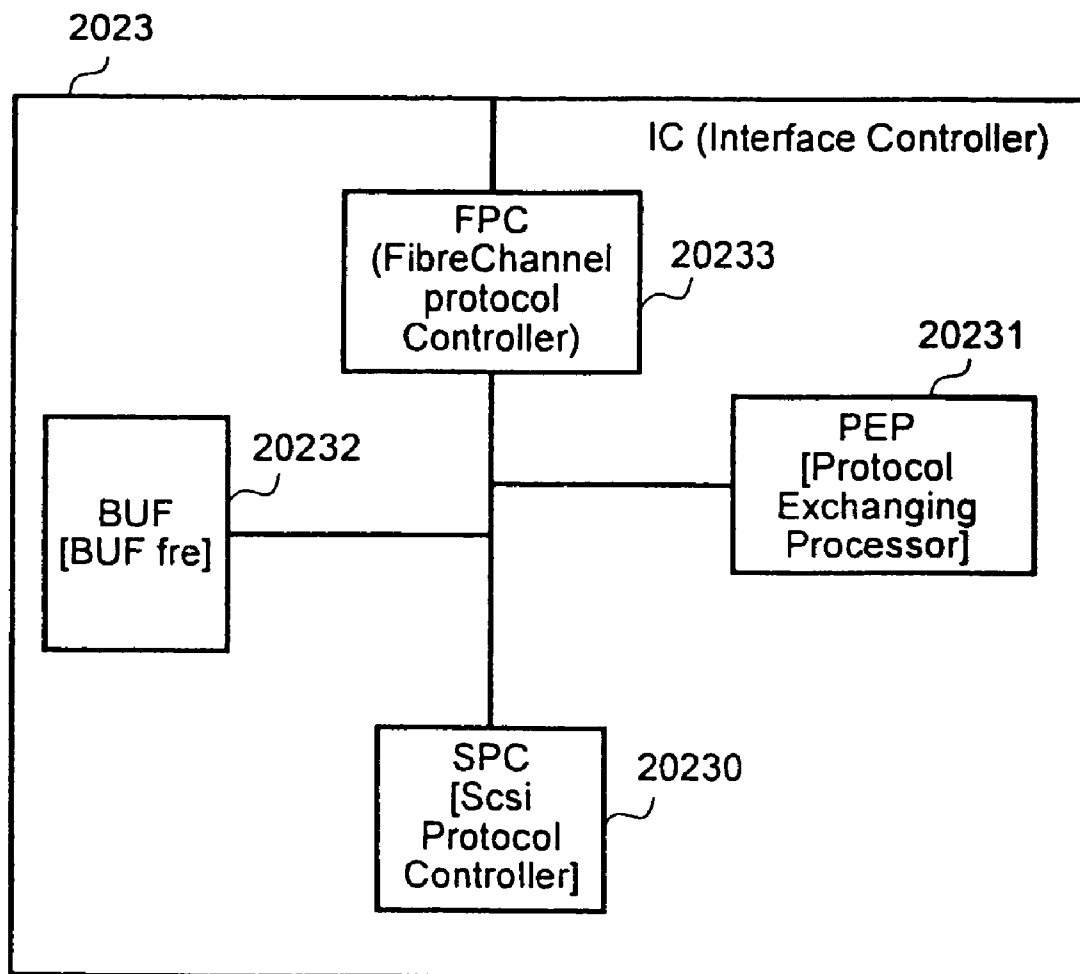 2023
IC (Interface Controller)
FPC
(FibreChannel
protocol
Controller)
20233
20231
PEP
[Protocol
Exchanging
Processor]
20232
BUF
[BUF fre]
SPC
[Scsi
Protocol
Controller]
20230